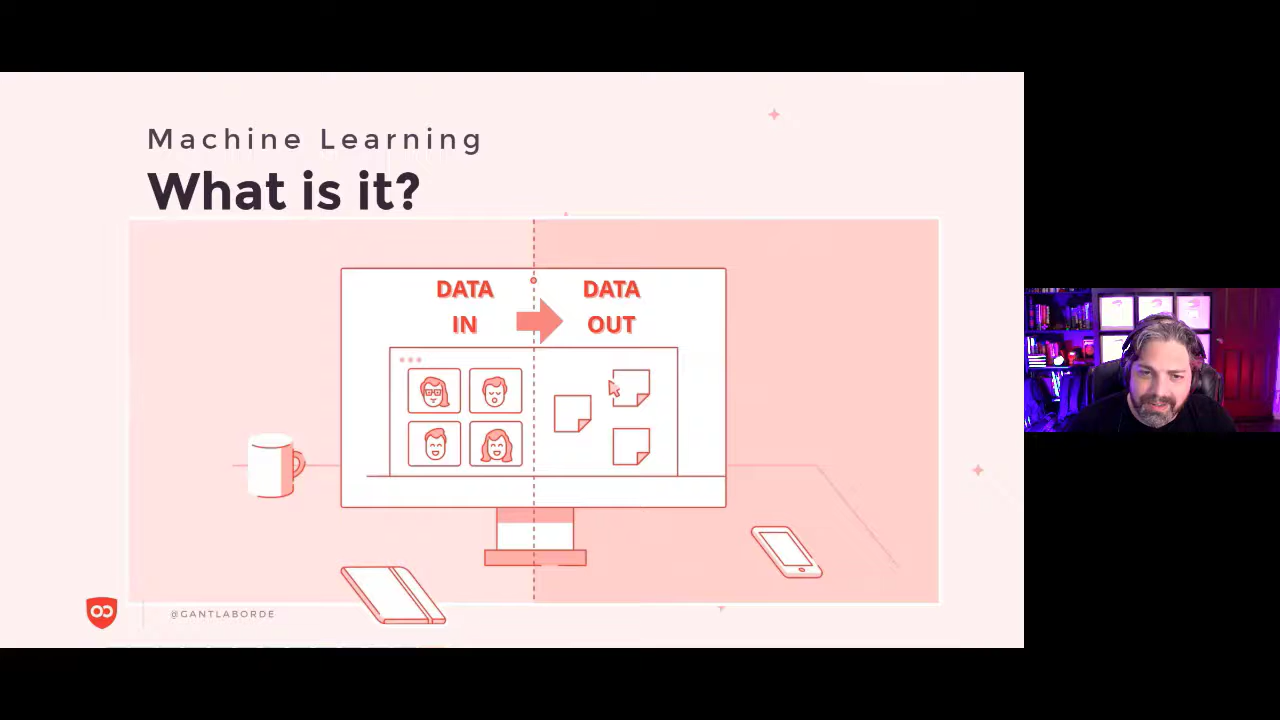 Machine Learning
What is it?
DATA
IN
DATA
OUT
@GANTLABORDE